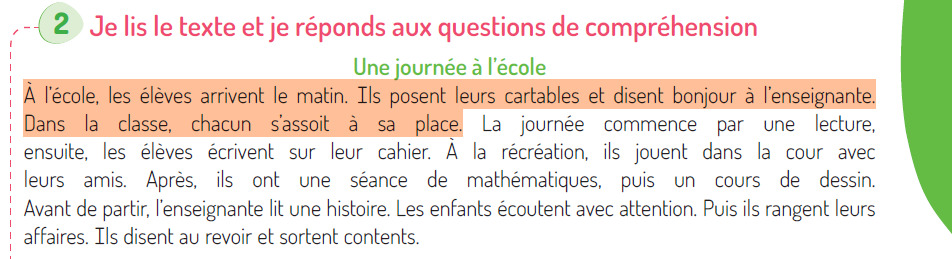 2 Je lis le texte et je réponds aux questions de compréhension
Une journée à l'école
À l'école, les élèves arrivent le matin. Ils posent leurs cartables et disent bonjour à l'enseignante.
Dans la classe, chacun s'assoit à sa place. La journée commence par une lecture,
ensuite, les élèves écrivent sur leur cahier. À la récréation, ils jouent dans la cour avec
leurs amis. Après, ils ont une séance de mathématiques, puis un cours de dessin.
Avant de partir, l'enseignante lit une histoire. Les enfants écoutent avec attention. Puis ils rangent leurs
affaires. Ils disent au revoir et sortent contents.